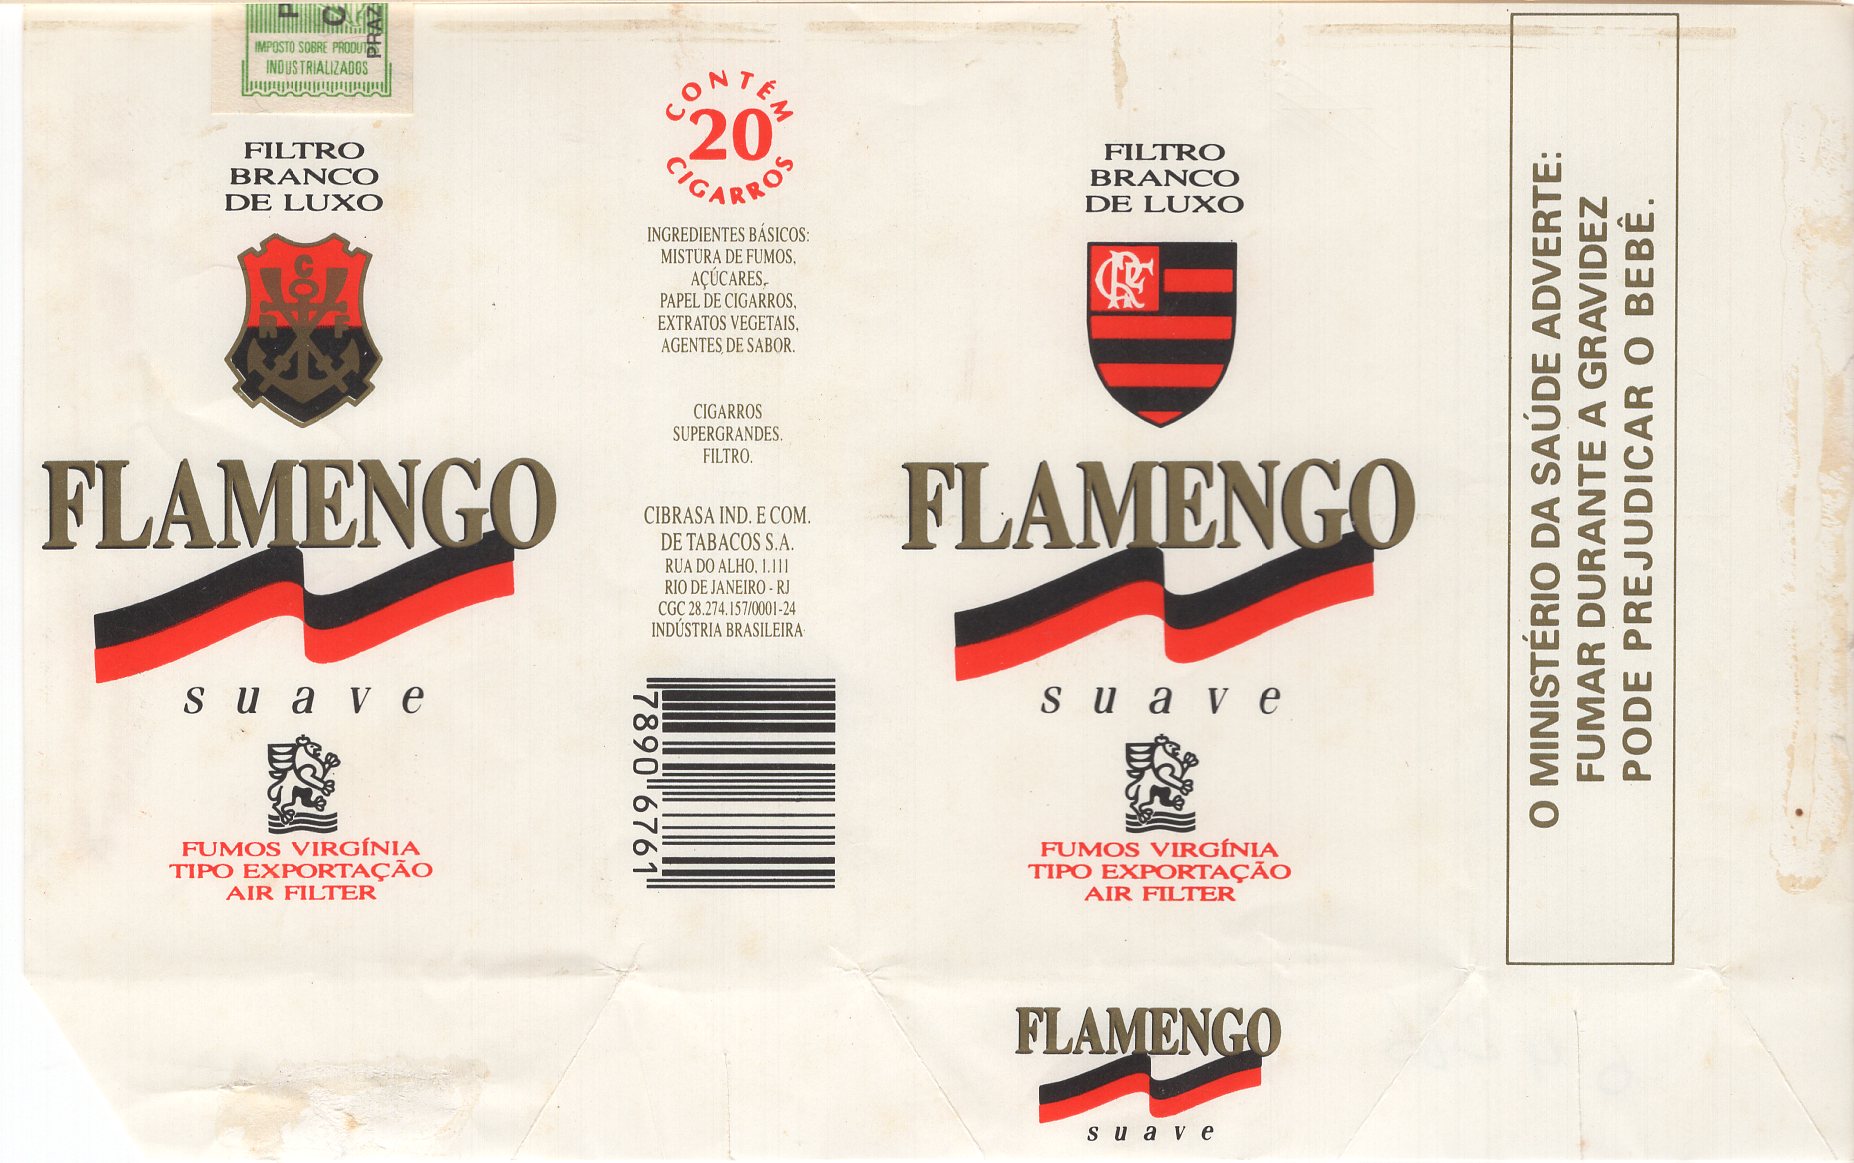 P
C
PRAZ
IMPOSTO SOBRE PRODUT
INDUSTRIALIZADOS
FILTRO
BRANCO
DE LUXO
C
R F
FLAMENGO
suave
FUMOS VIRGÍNIA
TIPO EXPORTAÇÃO
AIR FILTER
CONTÉM
20
CIGARROS
INGREDIENTES BÁSICOS:
MISTURA DE FUMOS,
AÇÚCARES,
PAPEL DE CIGARROS,
EXTRATOS VEGETAIS,
AGENTES DE SABOR.
CIGARROS
SUPERGRANDES.
FILTRO.
CIBRASA IND. E COM.
DE TABACOS S.A.
RUA DO ALHO, 1.111
RIO DE JANEIRO - RJ
CGC 28.274.157/0001-24
INDÚSTRIA BRASILEIRA
7890 6761
FILTRO
BRANCO
DE LUXO
CRF
FLAMENGO
suave
FUMOS VIRGÍNIA
TIPO EXPORTAÇÃO
AIR FILTER
FLAMENGO
suave
O MINISTÉRIO DA SAÚDE ADVERTE:
FUMAR DURANTE A GRAVIDEZ
PODE PREJUDICAR O BEBÊ.